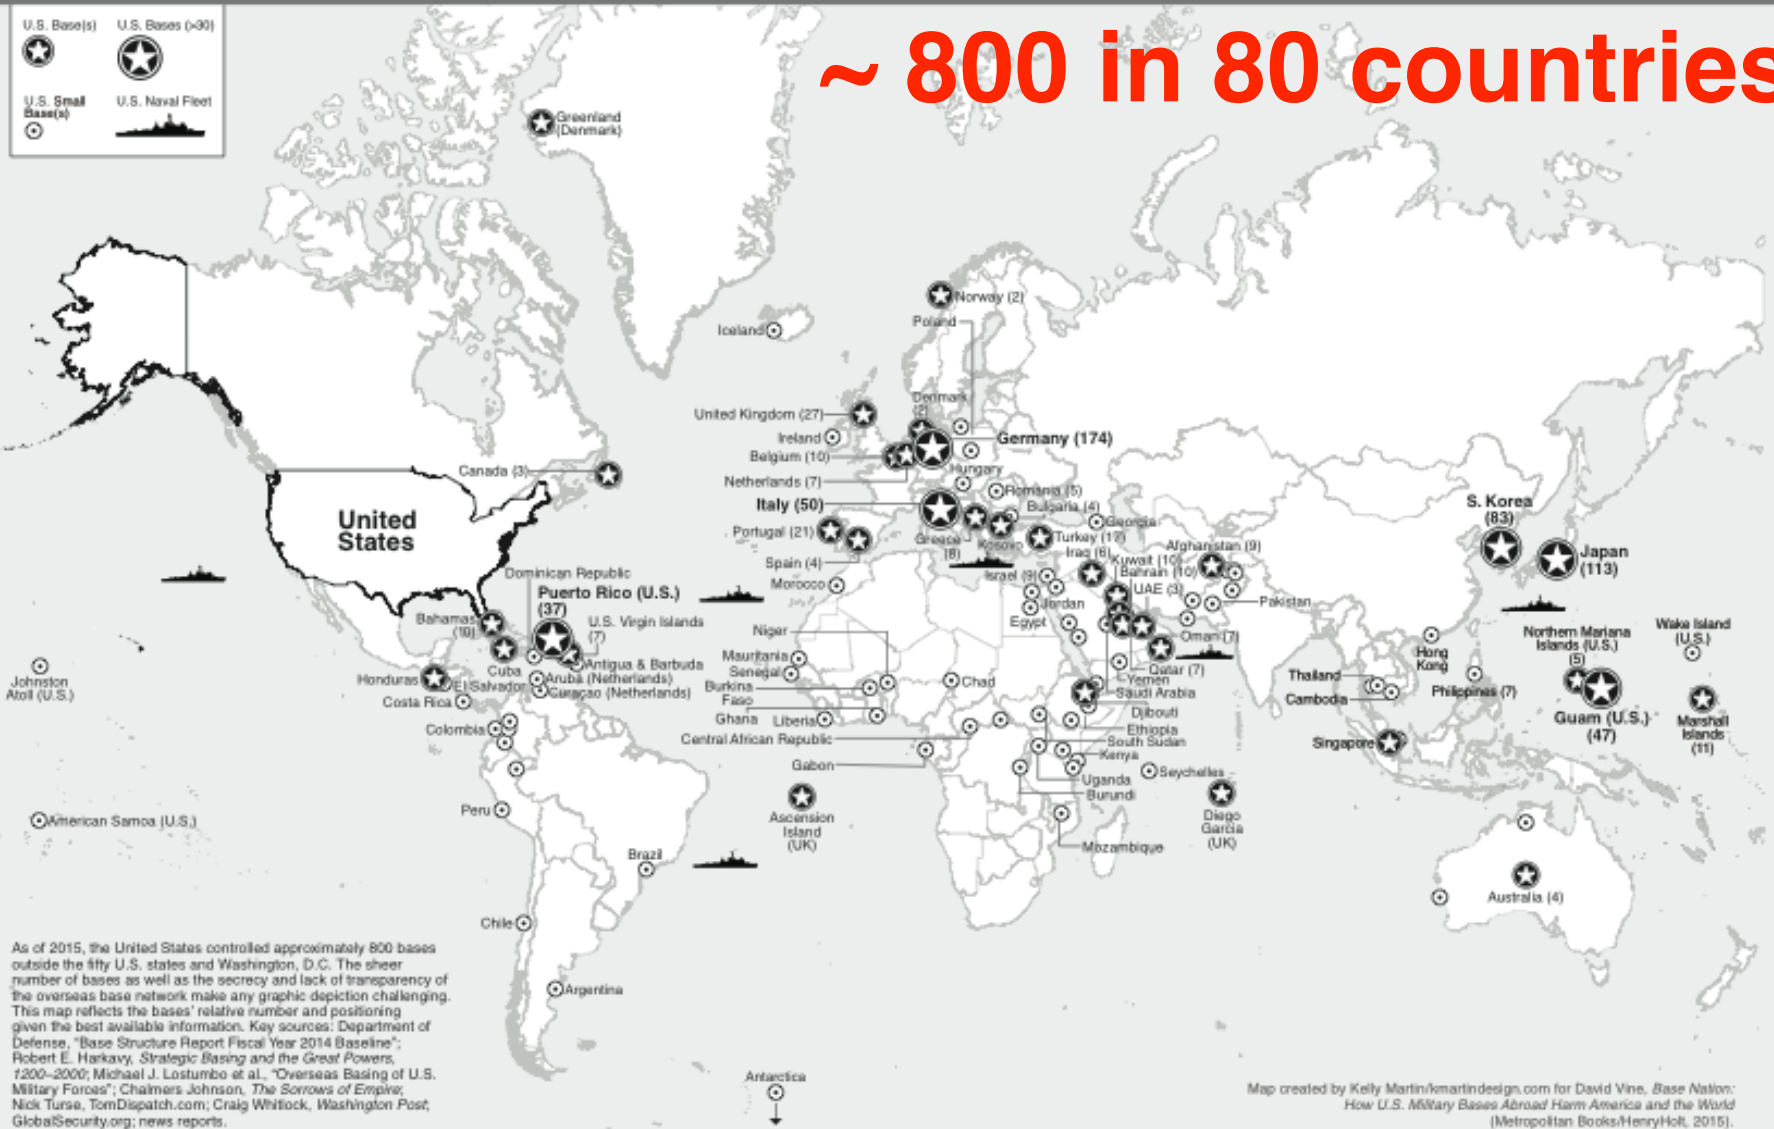 U.S. Base(s)
U.S. Bases (>30)
U.S. Small
Base(s)
U.S. Naval Fleet
~ 800 in 80 countries
Greenland
(Denmark)
Norway (2)
Iceland
Poland
Denmark
(2)
United Kingdom (27)
Ireland
Germany (174)
Belgium (10)
Hungary
Netherlands (7)
Romania (5)
Italy (50)
Bulgaria (4)
Georgia
Canada (3)
United
States
Portugal (21)
Greece
(8)
Kosovo
Turkey (17)
Afghanistan (9)
S. Korea
(83)
Japan
(113)
Spain (4)
Iraq (6)
Kuwait (10)
Bahrain (10)
Israel (9)
UAE (3)
Morocco
Jordan
Pakistan
Egypt
Dominican Republic
Puerto Rico (U.S.)
(37)
Bahamas
U.S. Virgin Islands
(7)
Niger
Oman (7)
Hong
Kong
Northern Mariana
Islands (U.S.)
(5)
Wake Island
(U.S.)
Johnston
Atoll (U.S.)
Cuba
Antigua & Barbuda
Mauritania
Senegal
Qatar (7)
Yemen
Thailand
Honduras
El Salvador
Aruba (Netherlands)
Curaçao (Netherlands)
Burkina
Faso
Chad
Saudi Arabia
Cambodia
Philippines (7)
Costa Rica
Ghana
Liberia
Djibouti
Guam (U.S.)
(47)
Marshall
Islands
(11)
Colombia
Central African Republic
Ethiopia
South Sudan
Singapore
Kenya
Gabon
Uganda
Burundi
Seychelles
Peru
Ascension
Island
(UK)
Diego
Garcia
(UK)
American Samoa (U.S.)
Mozambique
Brazil
Australia (4)
Chile
Argentina
Antarctica
As of 2015, the United States controlled approximately 800 bases
outside the fifty U.S. states and Washington, D.C. The sheer
number of bases as well as the secrecy and lack of transparency of
the overseas base network make any graphic depiction challenging.
This map reflects the bases' relative number and positioning
given the best available information. Key sources: Department of
Defense, "Base Structure Report Fiscal Year 2014 Baseline";
Robert E. Harkavy, Strategic Basing and the Great Powers,
1200–2000; Michael J. Lostumbo et al., "Overseas Basing of U.S.
Military Forces"; Chalmers Johnson, The Sorrows of Empire;
Nick Turse, TomDispatch.com; Craig Whitlock, Washington Post;
GlobalSecurity.org; news reports.
Map created by Kelly Martin/kmartindesign.com for David Vine, Base Nation:
How U.S. Military Bases Abroad Harm America and the World
(Metropolitan Books/HenryHolt, 2015).